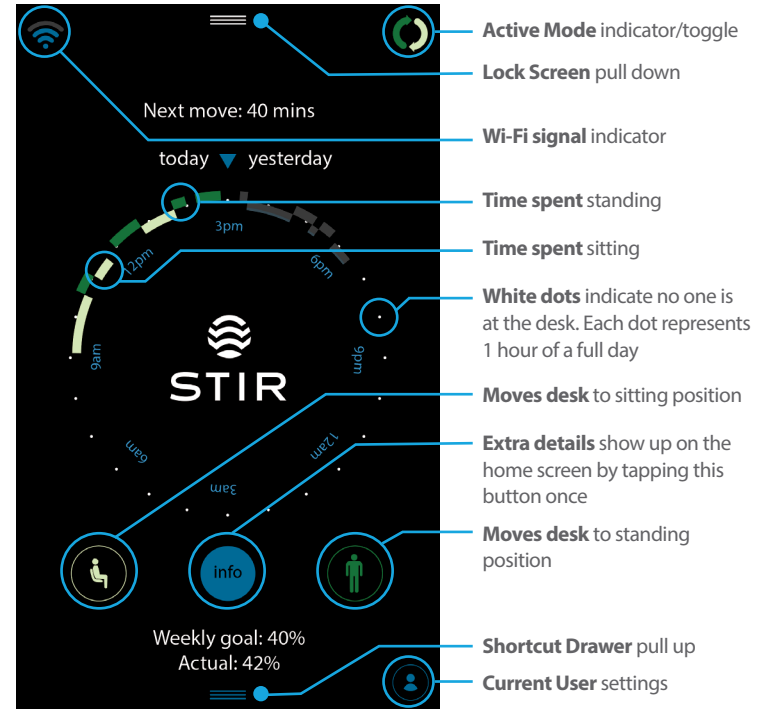 Active Mode indicator/toggle
Lock Screen pull down
Next move: 40 mins
Wi-Fi signal indicator
today yesterday
Time spent standing
3pm
12pm
6pm
Time spent sitting
White dots indicate no one is
at the desk. Each dot represents
1 hour of a full day
9am
9pm
STIR
Moves desk to sitting position
6am
12am
3am
Extra details show up on the
home screen by tapping this
button once
info
Moves desk to standing
position
Weekly goal: 40%
Actual: 42%
Shortcut Drawer pull up
Current User settings